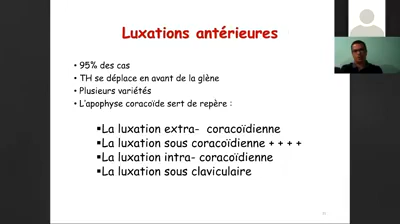 Luxations antérieures
• 95% des cas
• TH se déplace en avant de la glène
• Plusieurs variétés
• L'apophyse coracoïde sert de repère :
▪La luxation extra- coracoïdienne
▪La luxation sous coracoïdienne + + + +
▪La luxation intra- coracoïdienne
▪La luxation sous claviculaire